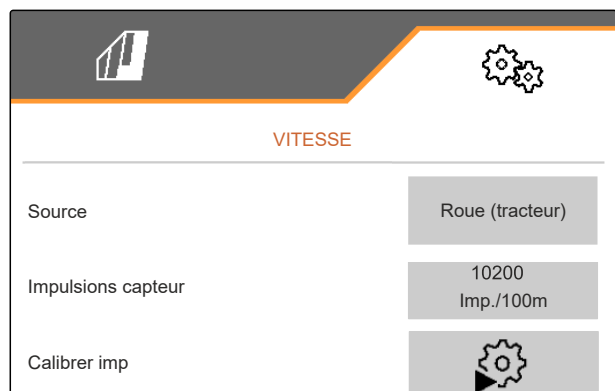 VITESSE
Source
Roue (tracteur)
Impulsions capteur
10200
Imp./100m
Calibrer imp